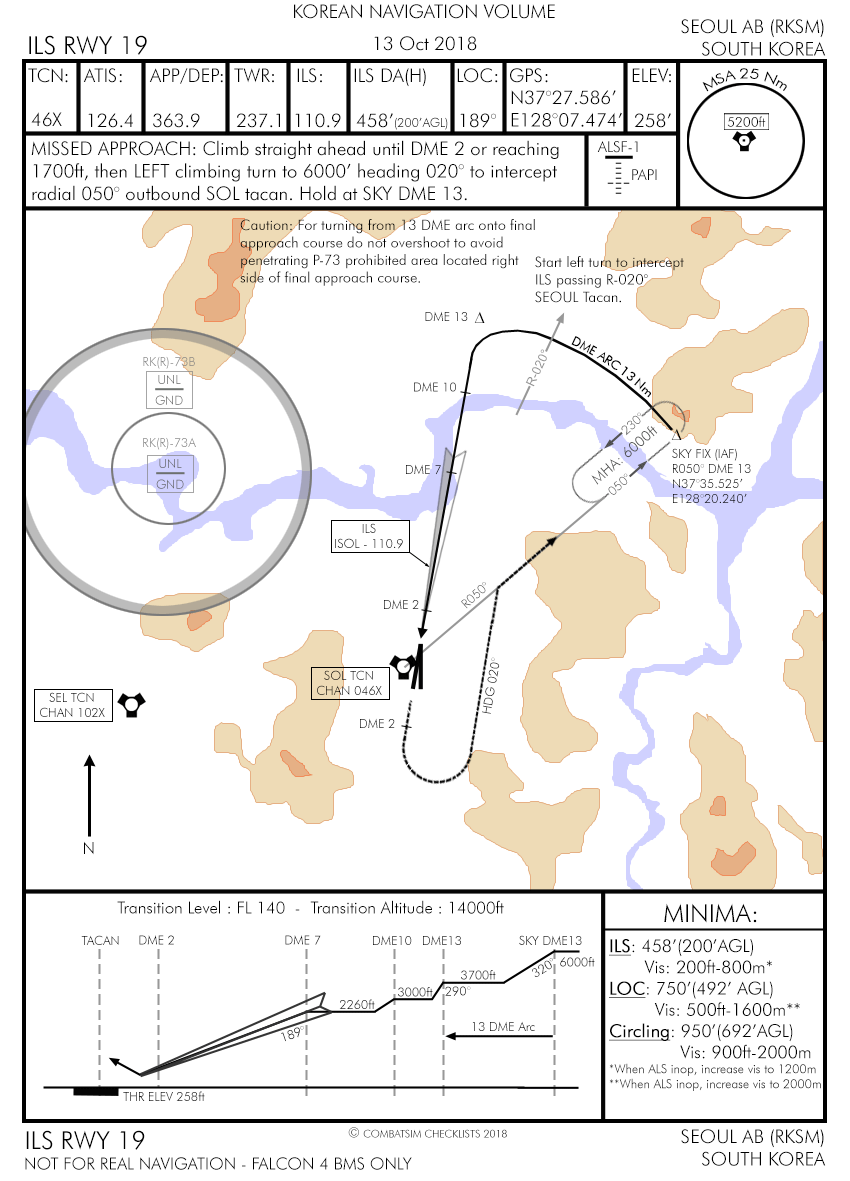 KOREAN NAVIGATION VOLUME
ILS RWY 19
13 Oct 2018
SEOUL AB (RKSM)
SOUTH KOREA
TCN:
46X
ATIS:
126.4
APP/DEP:
363.9
TWR:
237.1
ILS:
110.9
ILS DA(H)
458'(200'AGL)
LOC:
189°
GPS:
N37°27.586'
E128°07.474'
ELEV:
258'
MSA 25 Nm
5200ft
MISSED APPROACH: Climb straight ahead until DME 2 or reaching
1700ft, then LEFT climbing turn to 6000' heading 020° to intercept
radial 050° outbound SOL tacan. Hold at SKY DME 13.
ALSF-1
PAPI
Caution: For turning from 13 DME arc onto final
approach course do not overshoot to avoid
penetrating P-73 prohibited area located right
side of final approach course.
Start left turn to intercept
ILS passing R-020°
SEOUL Tacan.
DME 13
DME ARC 13 Nm
R-020°
RK(R)-73B
UNL
GND
DME 10
RK(R)-73A
UNL
GND
230°
MHA: 6000ft
050°
DME 7
SKY FIX (IAF)
R050° DME 13
N37°35.525'
E128°20.240'
ILS
ISOL - 110.9
R050°
DME 2
SOL TCN
CHAN 046X
HDG 020°
SEL TCN
CHAN 102X
DME 2
N
Transition Level : FL 140 - Transition Altitude : 14000ft
TACAN
DME 2
DME 7
DME10
DME13
SKY DME13
189°
2260ft
3000ft
290°
3700ft
320°
6000ft
13 DME Arc
THR ELEV 258ft
MINIMA:
ILS: 458'(200'AGL)
Vis: 200ft-800m*
LOC: 750'(492' AGL)
Vis: 500ft-1600m**
Circling: 950'(692'AGL)
Vis: 900ft-2000m
*When ALS inop, increase vis to 1200m
**When ALS inop, increase vis to 2000m
ILS RWY 19
NOT FOR REAL NAVIGATION - FALCON 4 BMS ONLY
© COMBATSIM CHECKLISTS 2018
SEOUL AB (RKSM)
SOUTH KOREA